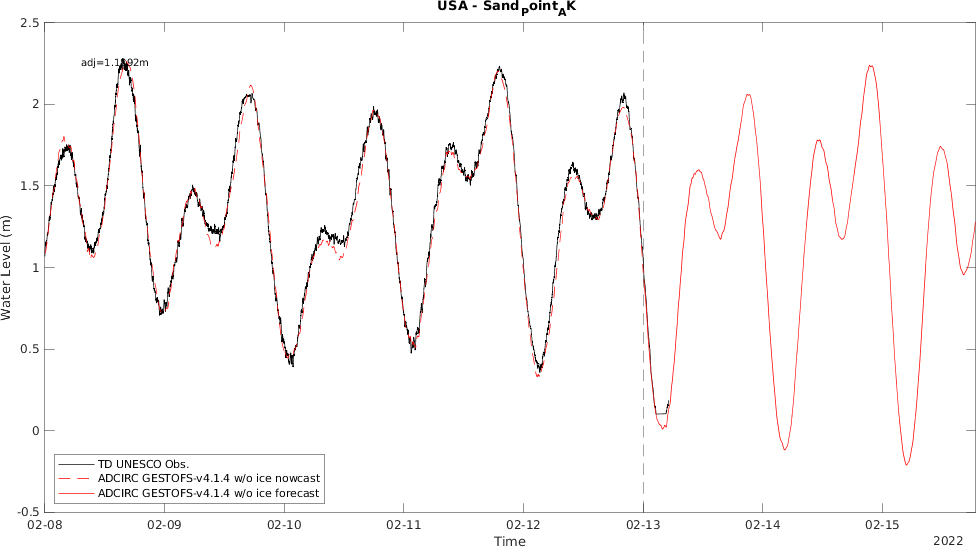 USA - Sand_Point_AK
2.5
adj=1.1392m
2
1.5
1
0.5
0
-0.5
Water Level (m)
TD UNESCO Obs.
ADCIRC GESTOFS-v4.1.4 w/o ice nowcast
ADCIRC GESTOFS-v4.1.4 w/o ice forecast
02-08 02-09 02-10 02-11 02-12 02-13 02-14 02-15
Time
2022